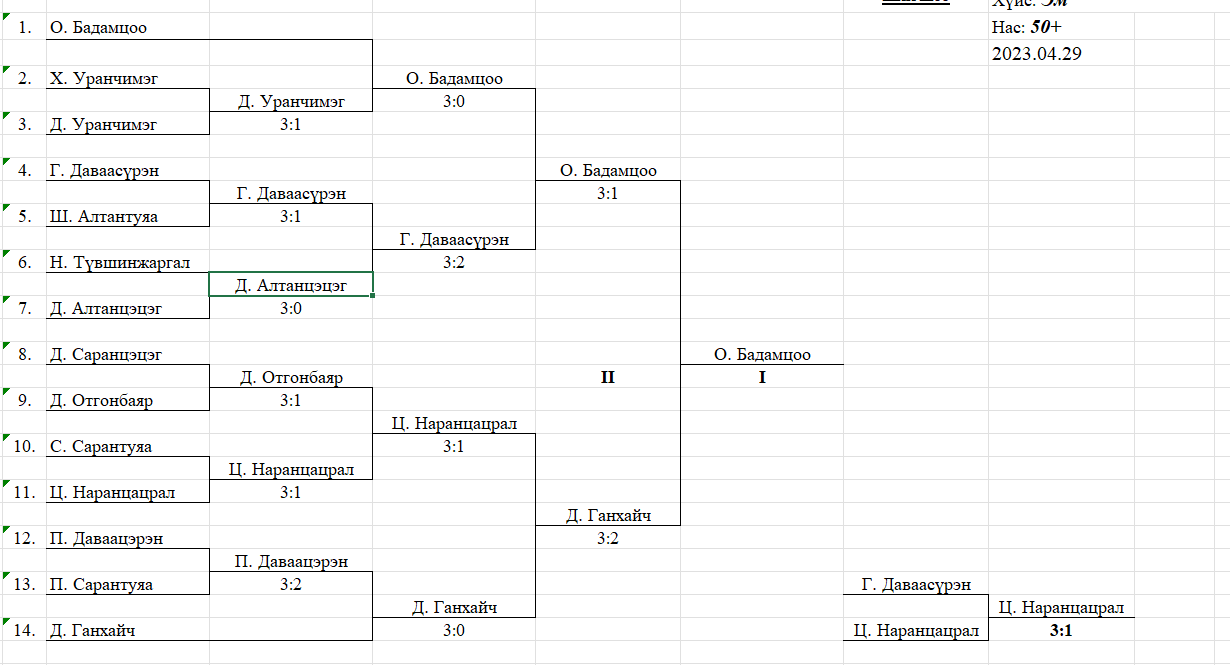 Хүйс: Эм
1. О. Бадамцоо
Нас: 50+
2023.04.29
2. Х. Уранчимэг
О. Бадамцоо
Д. Уранчимэг
3:0
3. Д. Уранчимэг
3:1
4. Г. Даваасүрэн
О. Бадамцоо
Г. Даваасүрэн
3:1
5. Ш. Алтантуяа
3:1
Г. Даваасүрэн
6. Н. Түвшинжаргал
3:2
Д. Алтанцэцэг
7. Д. Алтанцэцэг
3:0
8. Д. Саранцэцэг
О. Бадамцоо
Д. Отгонбаяр
II
I
9. Д. Отгонбаяр
3:1
Ц. Наранцацрал
10. С. Сарантуяа
3:1
Ц. Наранцацрал
11. Ц. Наранцацрал
3:1
Д. Ганхайч
12. П. Даваацэрэн
3:2
П. Даваацэрэн
13. П. Сарантуяа
3:2
Г. Даваасүрэн
Д. Ганхайч
Ц. Наранцацрал
14. Д. Ганхайч
3:0
Ц. Наранцацрал
3:1